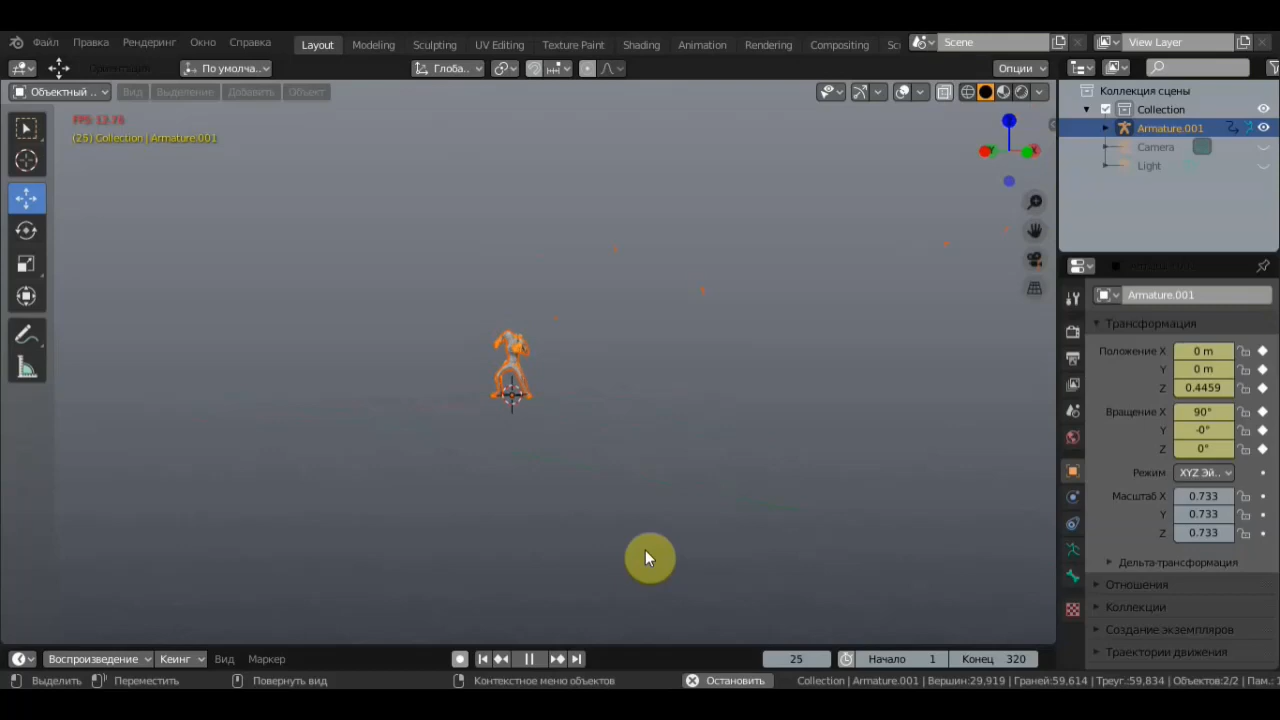 Файл Правка Рендеринг Окно Справка Layout Modeling Sculpting UV Editing Texture Paint Shading Animation Rendering Compositing Sc Scene View Layer
Ориентация По умолча.. Глоба.. Опции
Объектный .. Вид Выделение Добавить Объект Коллекция сцены
FPS: 12.76 Collection
(25) Collection | Armature.001 Armature.001
Camera
Light
Armature.001
Трансформация
Положение X 0 m
Y 0 m
Z 0.4459
Вращение X 90°
Y -0°
Z 0°
Режим XYZ Эй..
Масштаб X 0.733
Y 0.733
Z 0.733
Дельта-трансформация
Отношения
Коллекции
Создание экземпляров
Траектории движения
Воспроизведение Кеинг Вид Маркер 25 Начало 1 Конец 320
Выделить Переместить Повернуть вид Контекстное меню объектов Остановить Collection | Armature.001 | Вершин:29,919 | Граней:59,614 | Треуг.:59,834 | Объектов:2/2 | Пам.: